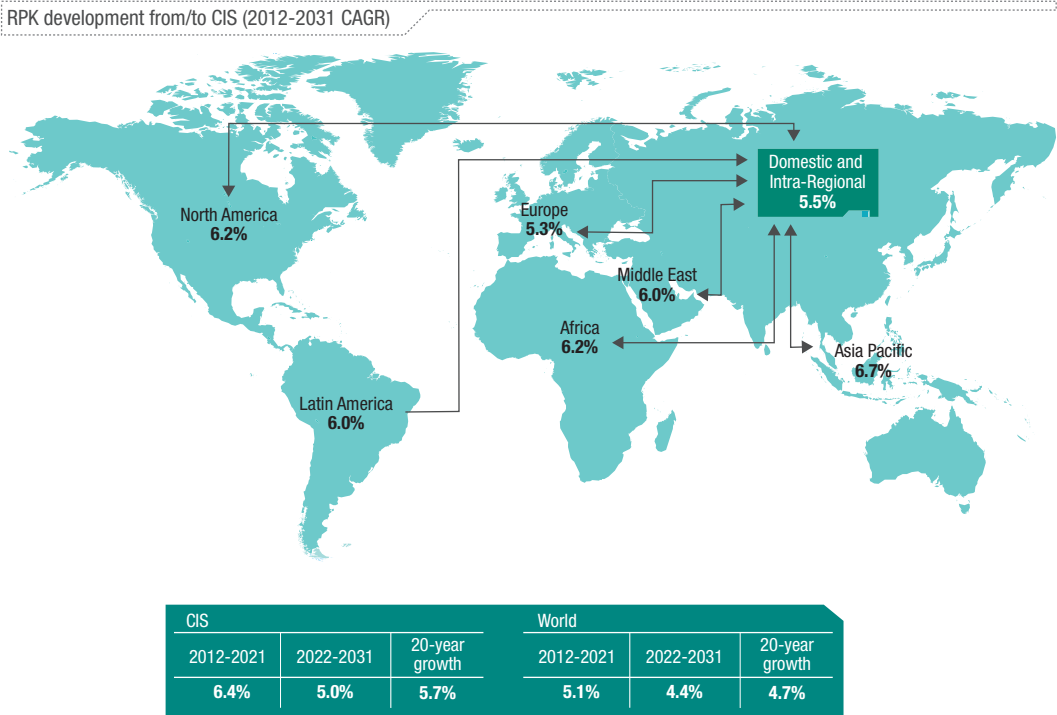 RPK development from/to CIS (2012-2031 CAGR)
Domestic and
Intra-Regional
5.5%
North America
6.2%
Europe
5.3%
Middle East
6.0%
Africa
6.2%
Asia Pacific
6.7%
Latin America
6.0%
CIS
2012-2021 2022-2031 20-year
growth
6.4% 5.0% 5.7%
World
2012-2021 2022-2031 20-year
growth
5.1% 4.4% 4.7%